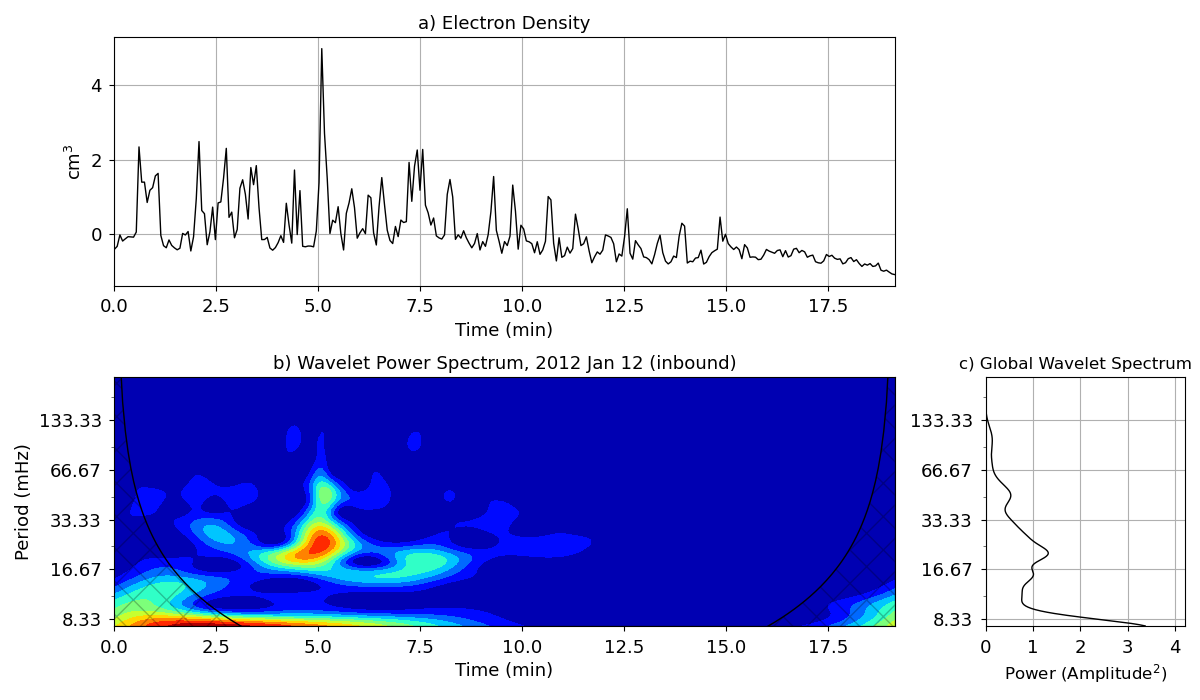 a) Electron Density
4
2
0
cm³
0.0 2.5 5.0 7.5 10.0 12.5 15.0 17.5
Time (min)
b) Wavelet Power Spectrum, 2012 Jan 12 (inbound)
133.33
66.67
33.33
16.67
8.33
Period (mHz)
0.0 2.5 5.0 7.5 10.0 12.5 15.0 17.5
Time (min)
c) Global Wavelet Spectrum
133.33
66.67
33.33
16.67
8.33
0 1 2 3 4
Power (Amplitude²)